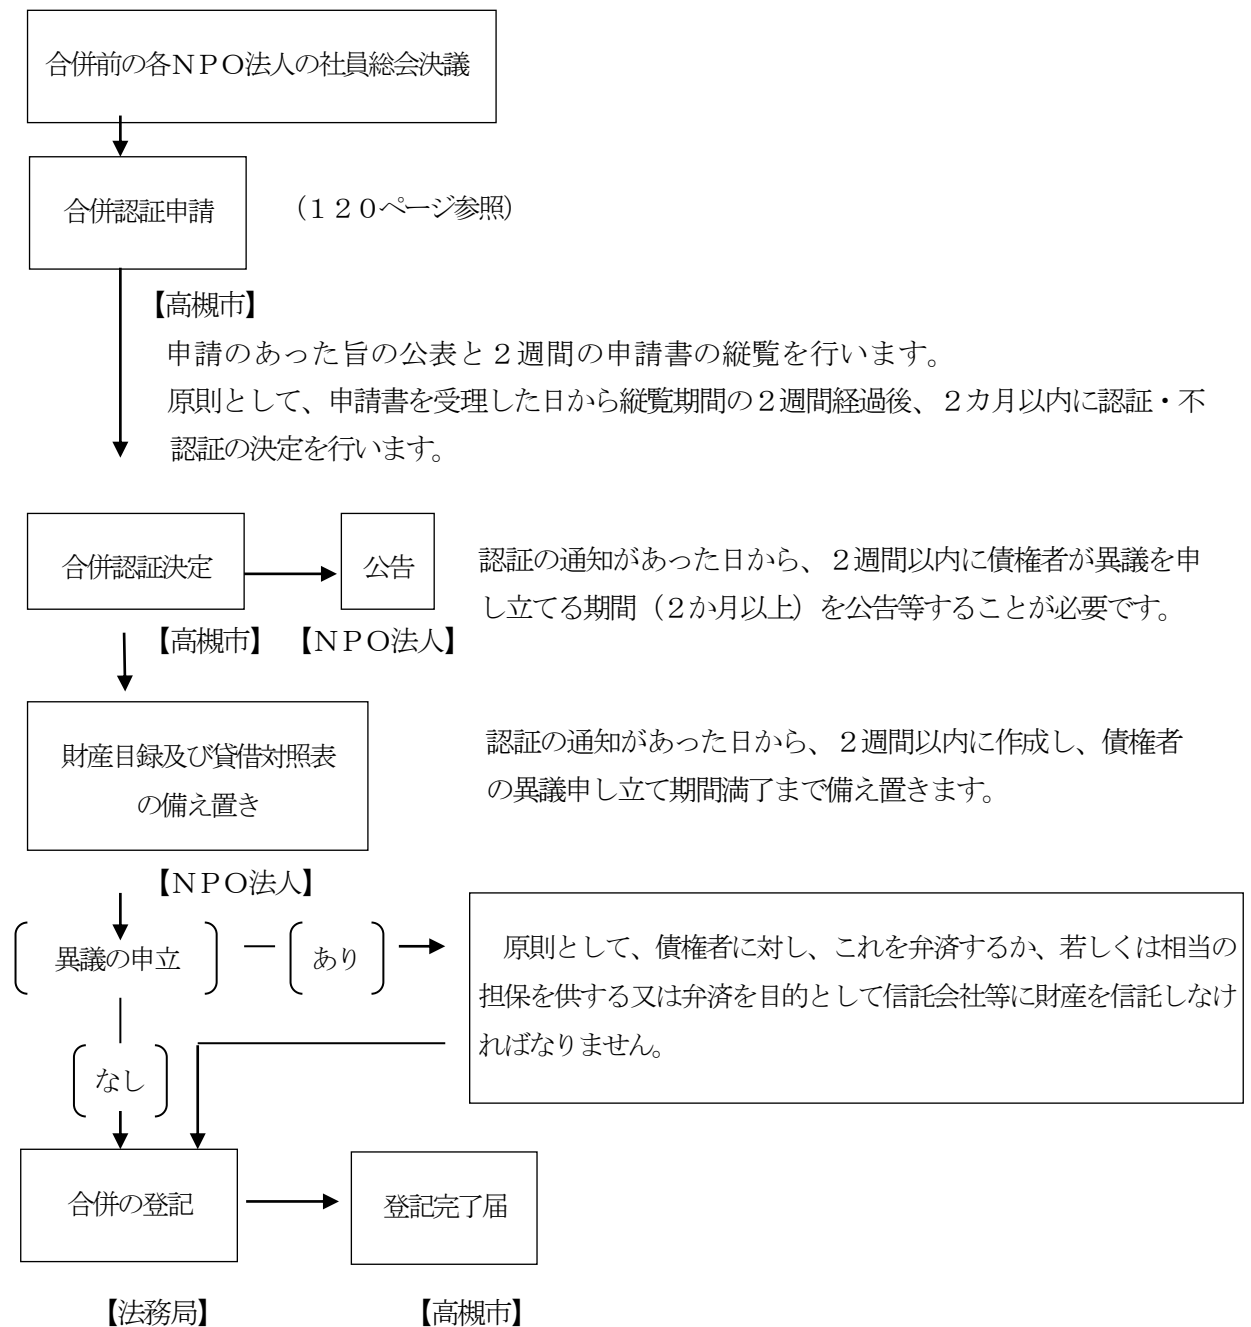 合併前の各ＮＰＯ法人の社員総会決議
合併認証申請
（１２０ページ参照）
【高槻市】
申請のあった旨の公表と２週間の申請書の縦覧を行います。
原則として、申請書を受理した日から縦覧期間の２週間経過後、２カ月以内に認証・不
認証の決定を行います。
合併認証決定
公告
認証の通知があった日から、２週間以内に債権者が異議を申
し立てる期間（２か月以上）を公告等することが必要です。
【高槻市】
【ＮＰＯ法人】
財産目録及び貸借対照表
の備え置き
認証の通知があった日から、２週間以内に作成し、債権者
の異議申し立て期間満了まで備え置きます。
【ＮＰＯ法人】
異議の申立
あり
原則として、債権者に対し、これを弁済するか、若しくは相当の
担保を供する又は弁済を目的として信託会社等に財産を信託しなけ
ればなりません。
なし
合併の登記
登記完了届
【法務局】
【高槻市】